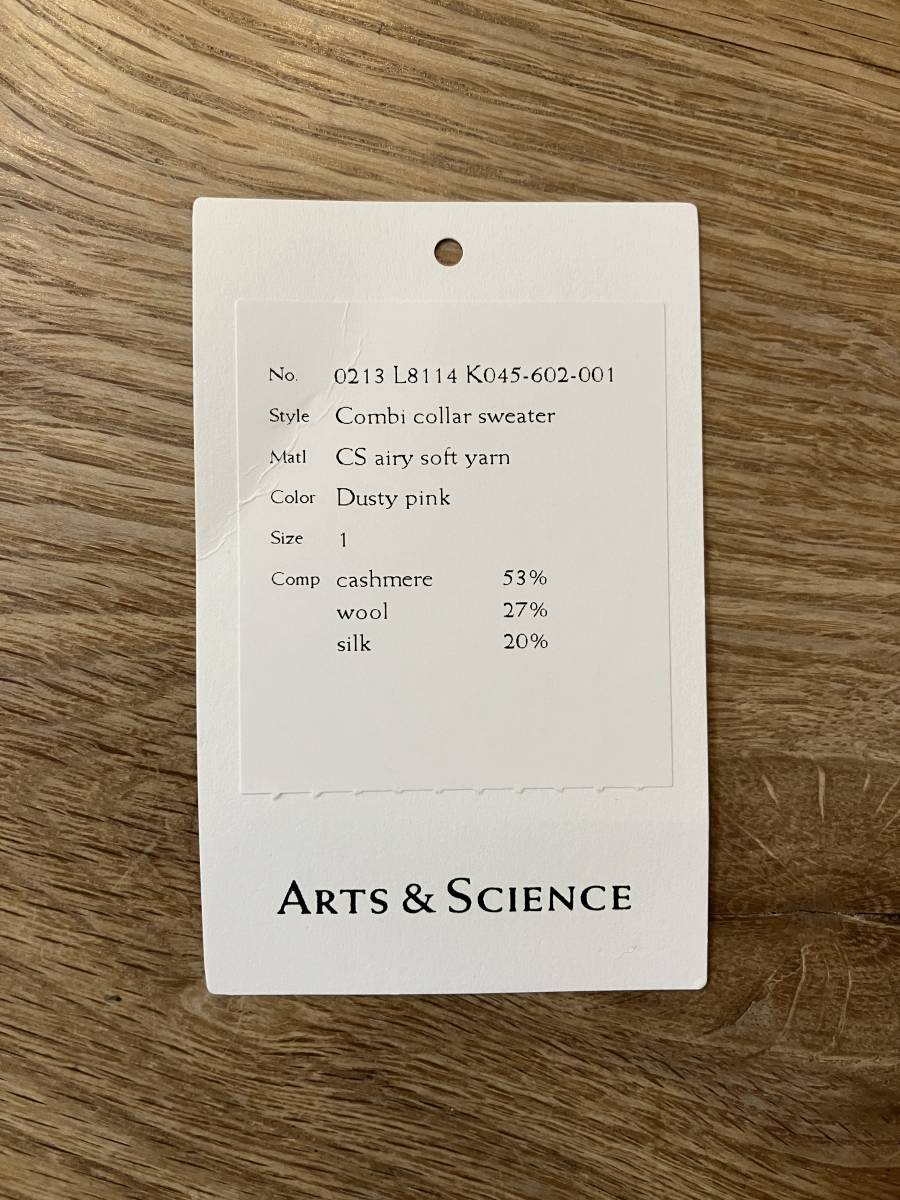 No. 0213 L8114 K045-602-001
Style Combi collar sweater
Matl CS airy soft yarn
Color Dusty pink
Size 1
Comp cashmere 53%
wool 27%
silk 20%
ARTS & SCIENCE